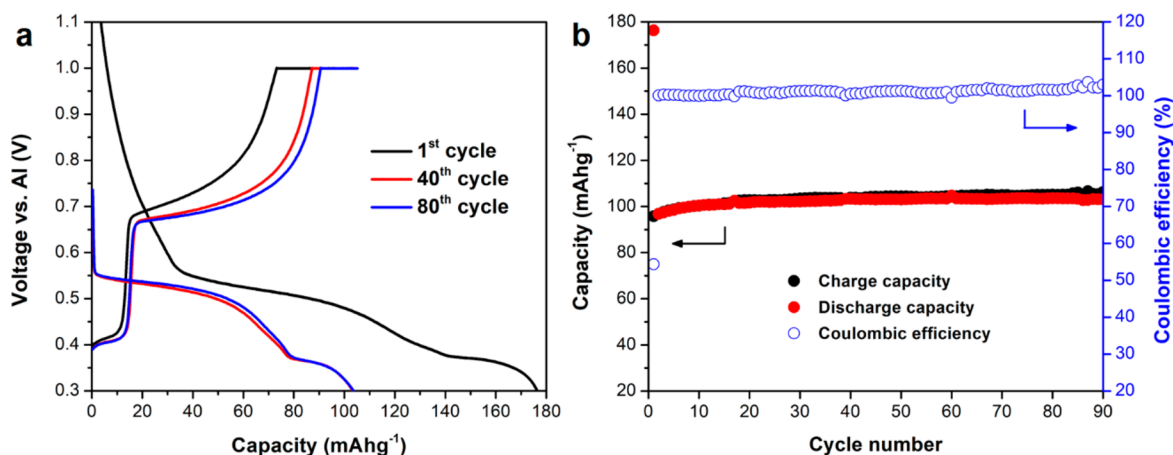 a
Voltage vs. Al (V)
1.1
1.0
0.9
0.8
0.7
0.6
0.5
0.4
0.3
1st cycle
40th cycle
80th cycle
0 20 40 60 80 100 120 140 160 180
Capacity (mAhg-1)
b
Capacity (mAhg-1)
180
160
140
120
100
80
60
40
20
Charge capacity
Discharge capacity
Coulombic efficiency
0 10 20 30 40 50 60 70 80 90
Cycle number
120
110
100
90
80
70
60
50
40
30
20
Coulombic efficiency (%)